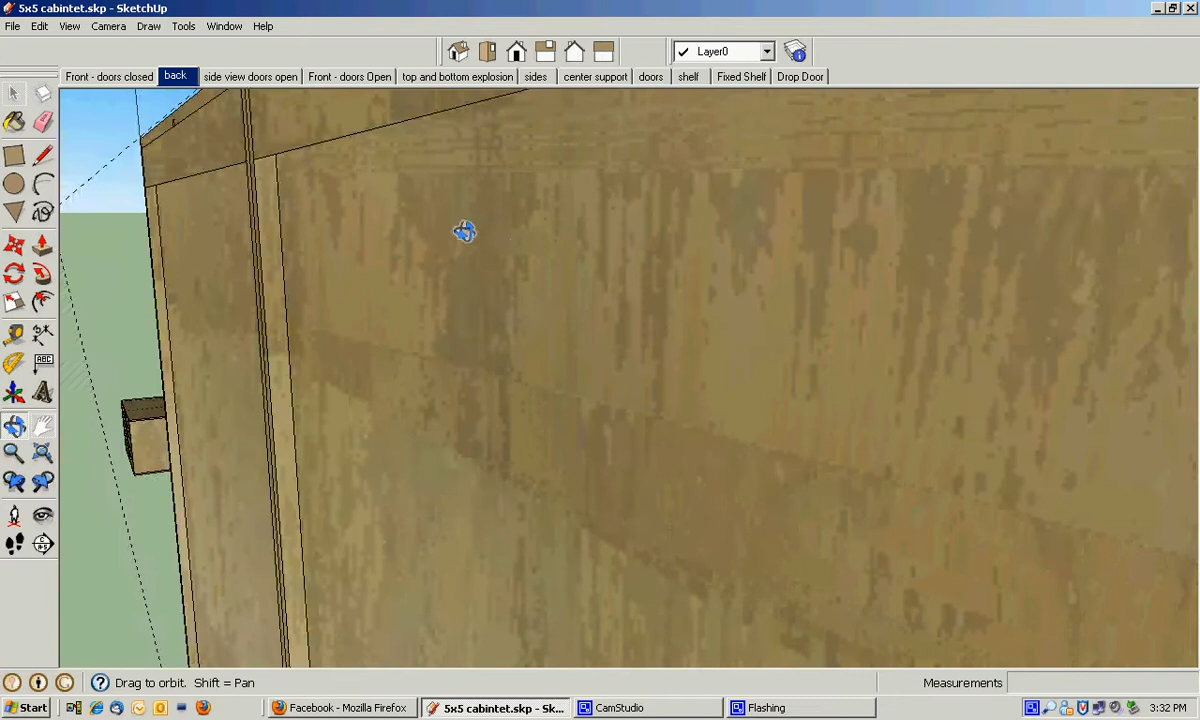 5x5 cabintet.skp - SketchUp
File Edit View Camera Draw Tools Window Help
Layer0
Front - doors closed back side view doors open Front - doors Open top and bottom explosion sides center support doors shelf Fixed Shelf Drop Door
ABC
Drag to orbit. Shift = Pan Measurements
Start Facebook - Mozilla Firefox 5x5 cabintet.skp - Sk... CamStudio Flashing 3:32 PM